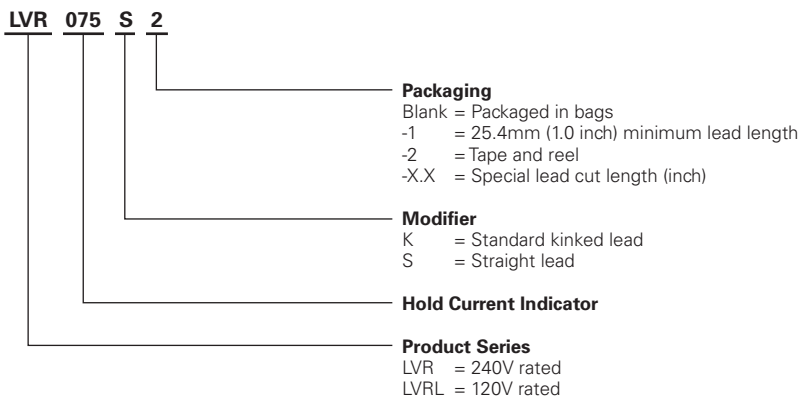 LVR 075 S 2
Packaging
Blank = Packaged in bags
-1 = 25.4mm (1.0 inch) minimum lead length
-2 = Tape and reel
-X.X = Special lead cut length (inch)
Modifier
K = Standard kinked lead
S = Straight lead
Hold Current Indicator
Product Series
LVR = 240V rated
LVRL = 120V rated